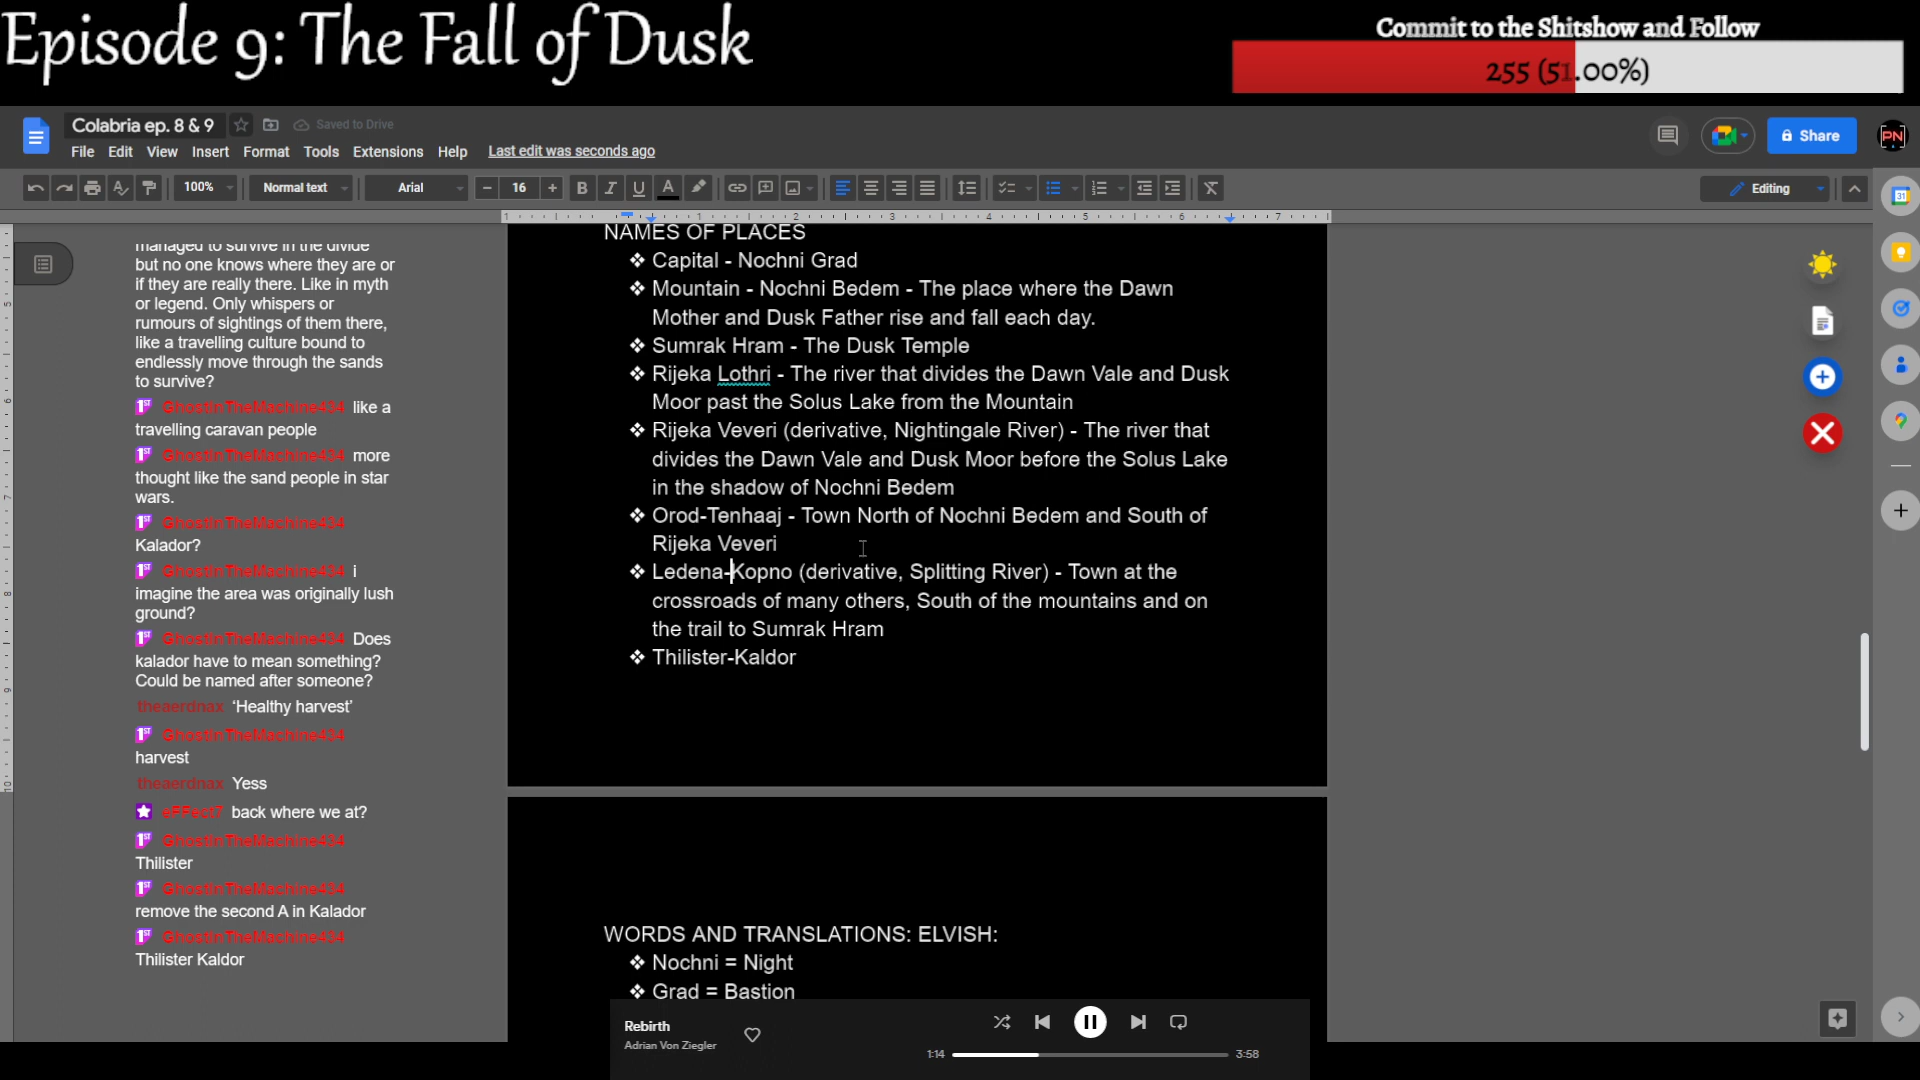 Episode 9: The Fall of Dusk
Commit to the Shitshow and Follow
255 (51.00%)
Colabria ep. 8 & 9
Saved to Drive
Share
PN
File Edit View Insert Format Tools Extensions Help Last edit was seconds ago
100% Normal text Arial 16 B I U A Editing
managed to survive in the divide
but no one knows where they are or
if they are really there. Like in myth
or legend. Only whispers or
rumours of sightings of them there,
like a travelling culture bound to
endlessly move through the sands
to survive?
GhostInTheMachine434 like a
travelling caravan people
GhostInTheMachine434 more
thought like the sand people in star
wars.
GhostInTheMachine434
Kalador?
GhostInTheMachine434 i
imagine the area was originally lush
ground?
GhostInTheMachine434 Does
kalador have to mean something?
Could be named after someone?
theaerdnax ‘Healthy harvest’
GhostInTheMachine434
harvest
theaerdnax Yess
eFFect7 back where we at?
GhostInTheMachine434
Thilister
GhostInTheMachine434
remove the second A in Kalador
GhostInTheMachine434
Thilister Kaldor
NAMES OF PLACES
❖ Capital - Nochni Grad
❖ Mountain - Nochni Bedem - The place where the Dawn
Mother and Dusk Father rise and fall each day.
❖ Sumrak Hram - The Dusk Temple
❖ Rijeka Lothri - The river that divides the Dawn Vale and Dusk
Moor past the Solus Lake from the Mountain
❖ Rijeka Veveri (derivative, Nightingale River) - The river that
divides the Dawn Vale and Dusk Moor before the Solus Lake
in the shadow of Nochni Bedem
❖ Orod-Tenhaaj - Town North of Nochni Bedem and South of
Rijeka Veveri
❖ Ledena-Kopno (derivative, Splitting River) - Town at the
crossroads of many others, South of the mountains and on
the trail to Sumrak Hram
❖ Thilister-Kaldor
WORDS AND TRANSLATIONS: ELVISH:
❖ Nochni = Night
❖ Grad = Bastion
Rebirth
Adrian Von Ziegler
1:14 3:58